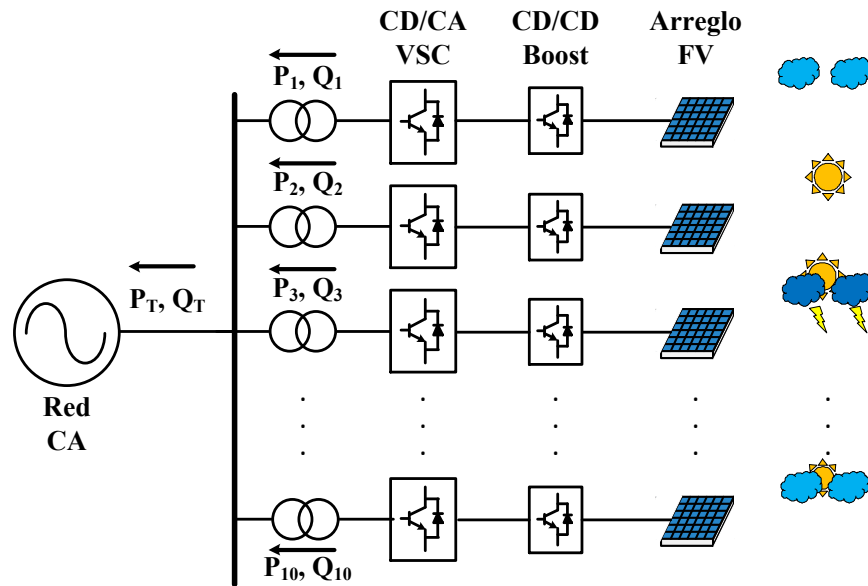 CD/CA CD/CD Arreglo
VSC Boost FV
P1, Q1
P2, Q2
P3, Q3
PT, QT
Red
CA
P10, Q10